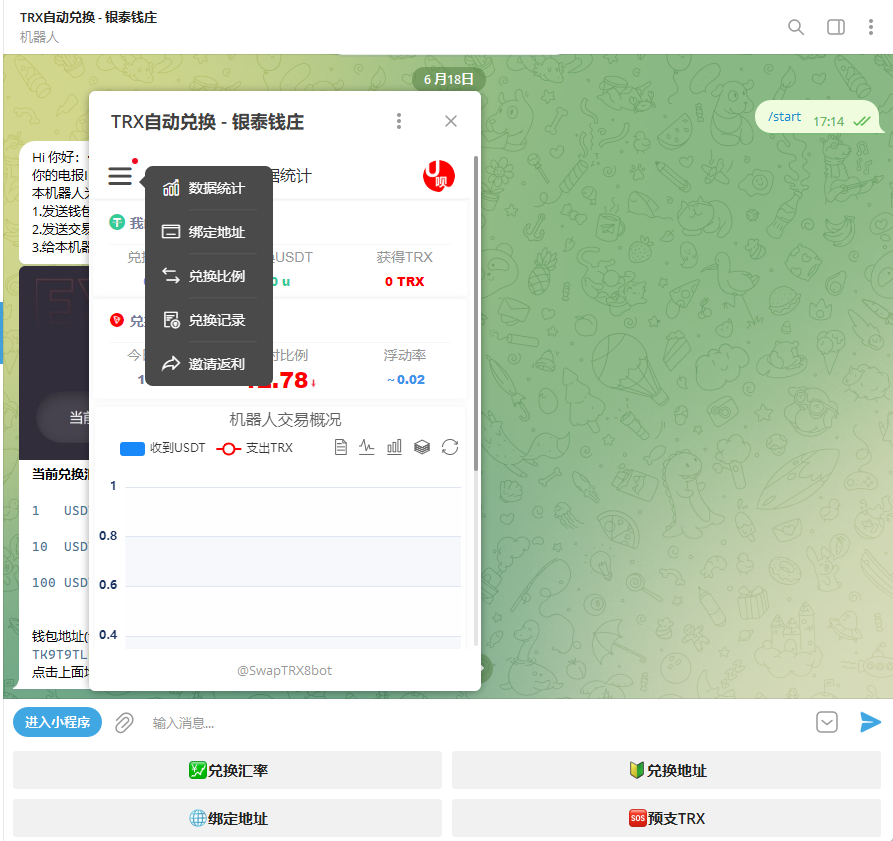 TRX自动兑换 - 银泰钱庄
机器人
6 月18日
/start
17:14
Hi 你好：
你的电报I
本机器人
1.发送钱包
2.发送交易
3.给本机器
当前
当前兑换
1 USD
10 USD
100 USD
钱包地址(
TK9T9TL
点击上面
TRX自动兑换 - 银泰钱庄
统计
U
呗
数据统计
绑定地址
兑换比例
兑换记录
邀请返利
我
兑
USDT
获得TRX
0 u
0 TRX
今
比例
浮动率
1
2.78↓
~0.02
机器人交易概况
收到USDT
支出TRX
1
0.8
0.6
0.4
@SwapTRX8bot
进入小程序
输入消息...
兑换汇率
兑换地址
绑定地址
SOS预支TRX